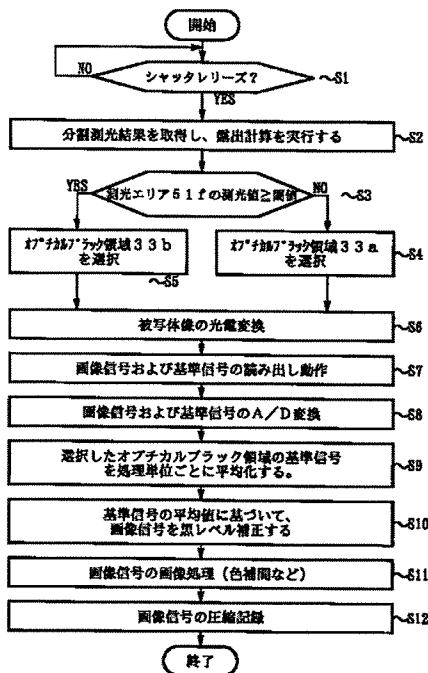 開始
NO
シャッタレリーズ?
~S1
YES
分割測光結果を取得し、露出計算を実行する
~S2
YES
測光エリア51fの測光値≧閾値
NO
~S3
オプチカルブラック領域33b
を選択
~S5
オプチカルブラック領域33a
を選択
~S4
被写体像の光電変換
~S6
画像信号および基準信号の読み出し動作
~S7
画像信号および基準信号のA/D変換
~S8
選択したオプチカルブラック領域の基準信号
を処理単位ごとに平均化する。
~S9
基準信号の平均値に基づいて、
画像信号を黒レベル補正する
~S10
画像信号の画像処理(色補間など)
~S11
画像信号の圧縮記録
~S12
終了